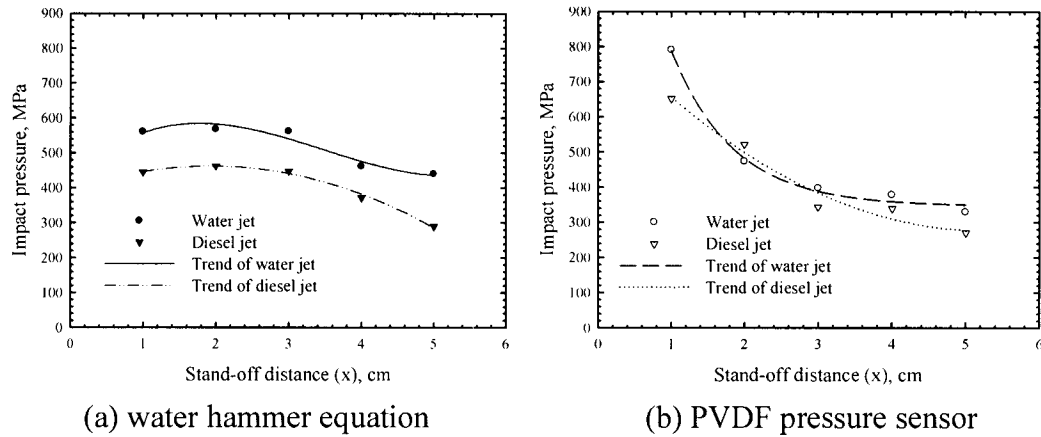 900
800
700
600
500
400
300
200
100
0
Impact pressure, MPa
Water jet
Diesel jet
Trend of water jet
Trend of diesel jet
0 1 2 3 4 5 6
Stand-off distance (x), cm
(a) water hammer equation
900
800
700
600
500
400
300
200
100
0
Impact pressure, MPa
Water jet
Diesel jet
Trend of water jet
Trend of diesel jet
0 1 2 3 4 5 6
Stand-off distance (x), cm
(b) PVDF pressure sensor